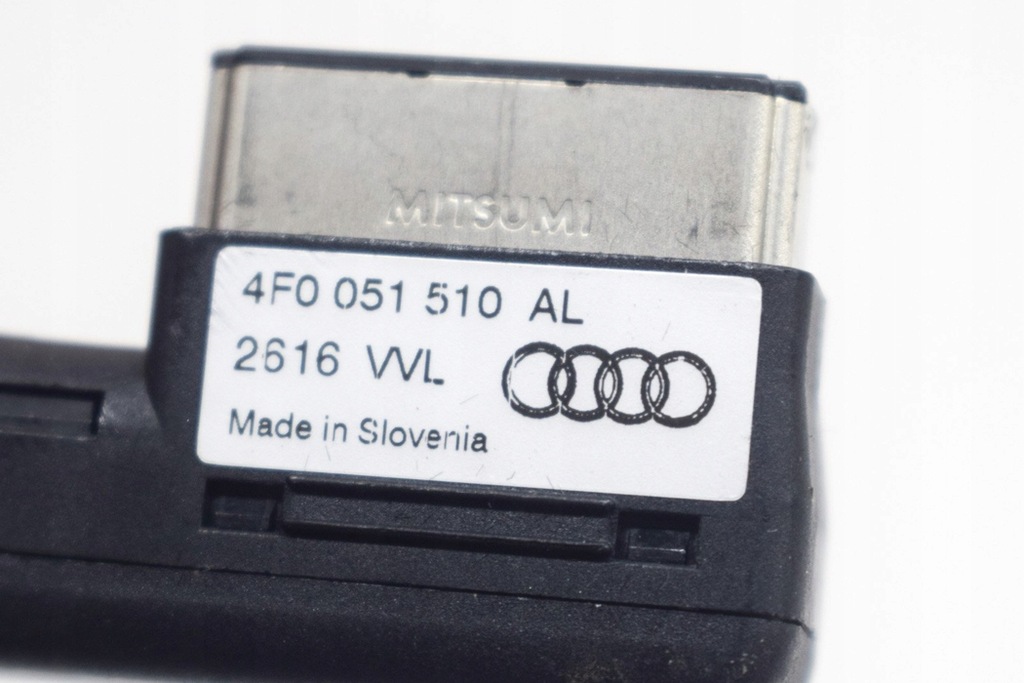 MITSUMI
4F0 051 510 AL
2616 VVL
Made in Slovenia